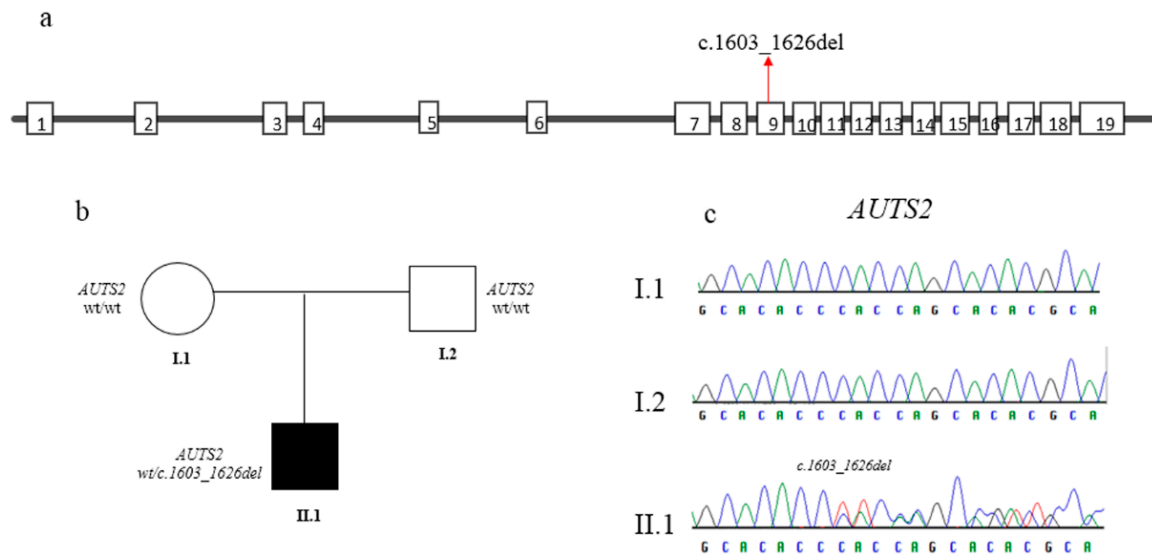 a
c.1603_1626del
1 2 3 4 5 6 7 8 9 10 11 12 13 14 15 16 17 18 19
b
AUTS2
wt/wt
I.1
AUTS2
wt/wt
I.2
AUTS2
wt/c.1603_1626del
II.1
c
AUTS2
I.1
G C A C A C C C A C C A G C A C A C G C A
I.2
G C A C A C C C A C C A G C A C A C G C A
c.1603_1626del
II.1
G C A C A C C C A C C A G C A C A C G C A